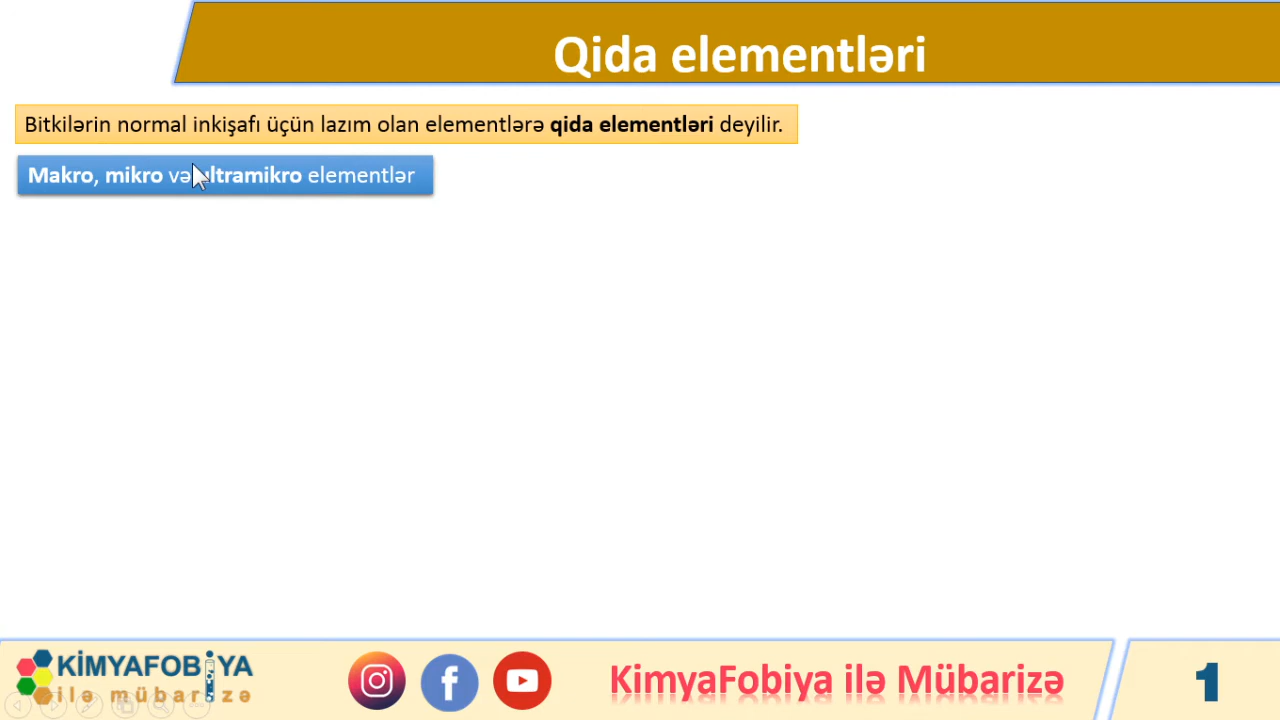 Qida elementləri
Bitkilərin normal inkişafı üçün lazım olan elementlərə qida elementləri deyilir.
Makro, mikro və ultramikro elementlər
KİMYAFOBİYA
ilə mübarizə
KimyaFobiya ilə Mübarizə
1